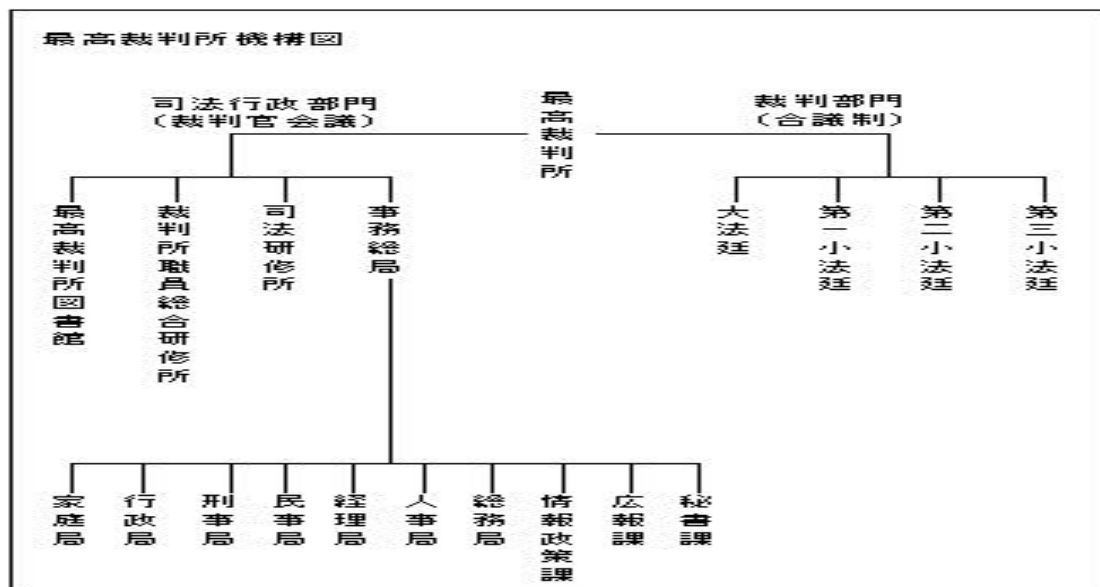 最高裁判所機構図
司法行政部門
(裁判官会議)
最高裁判所
裁判部門
(合議制)
最高裁判所図書館
裁判所職員総合研修所
司法研修所
事務総局
大法廷
第一小法廷
第二小法廷
第三小法廷
家庭局
行政局
刑事局
民事局
経理局
人事局
総務局
情報政策課
広報課
秘書課